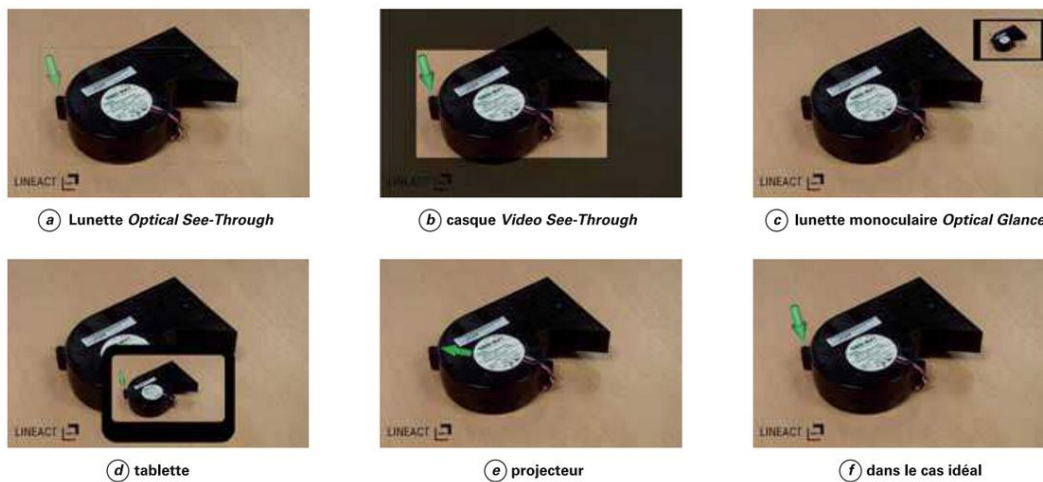 LINEACT
LINEACT
LINEACT
a Lunette Optical See-Through
b casque Video See-Through
c lunette monoculaire Optical Glance
LINEACT
LINEACT
LINEACT
d tablette
e projecteur
f dans le cas idéal